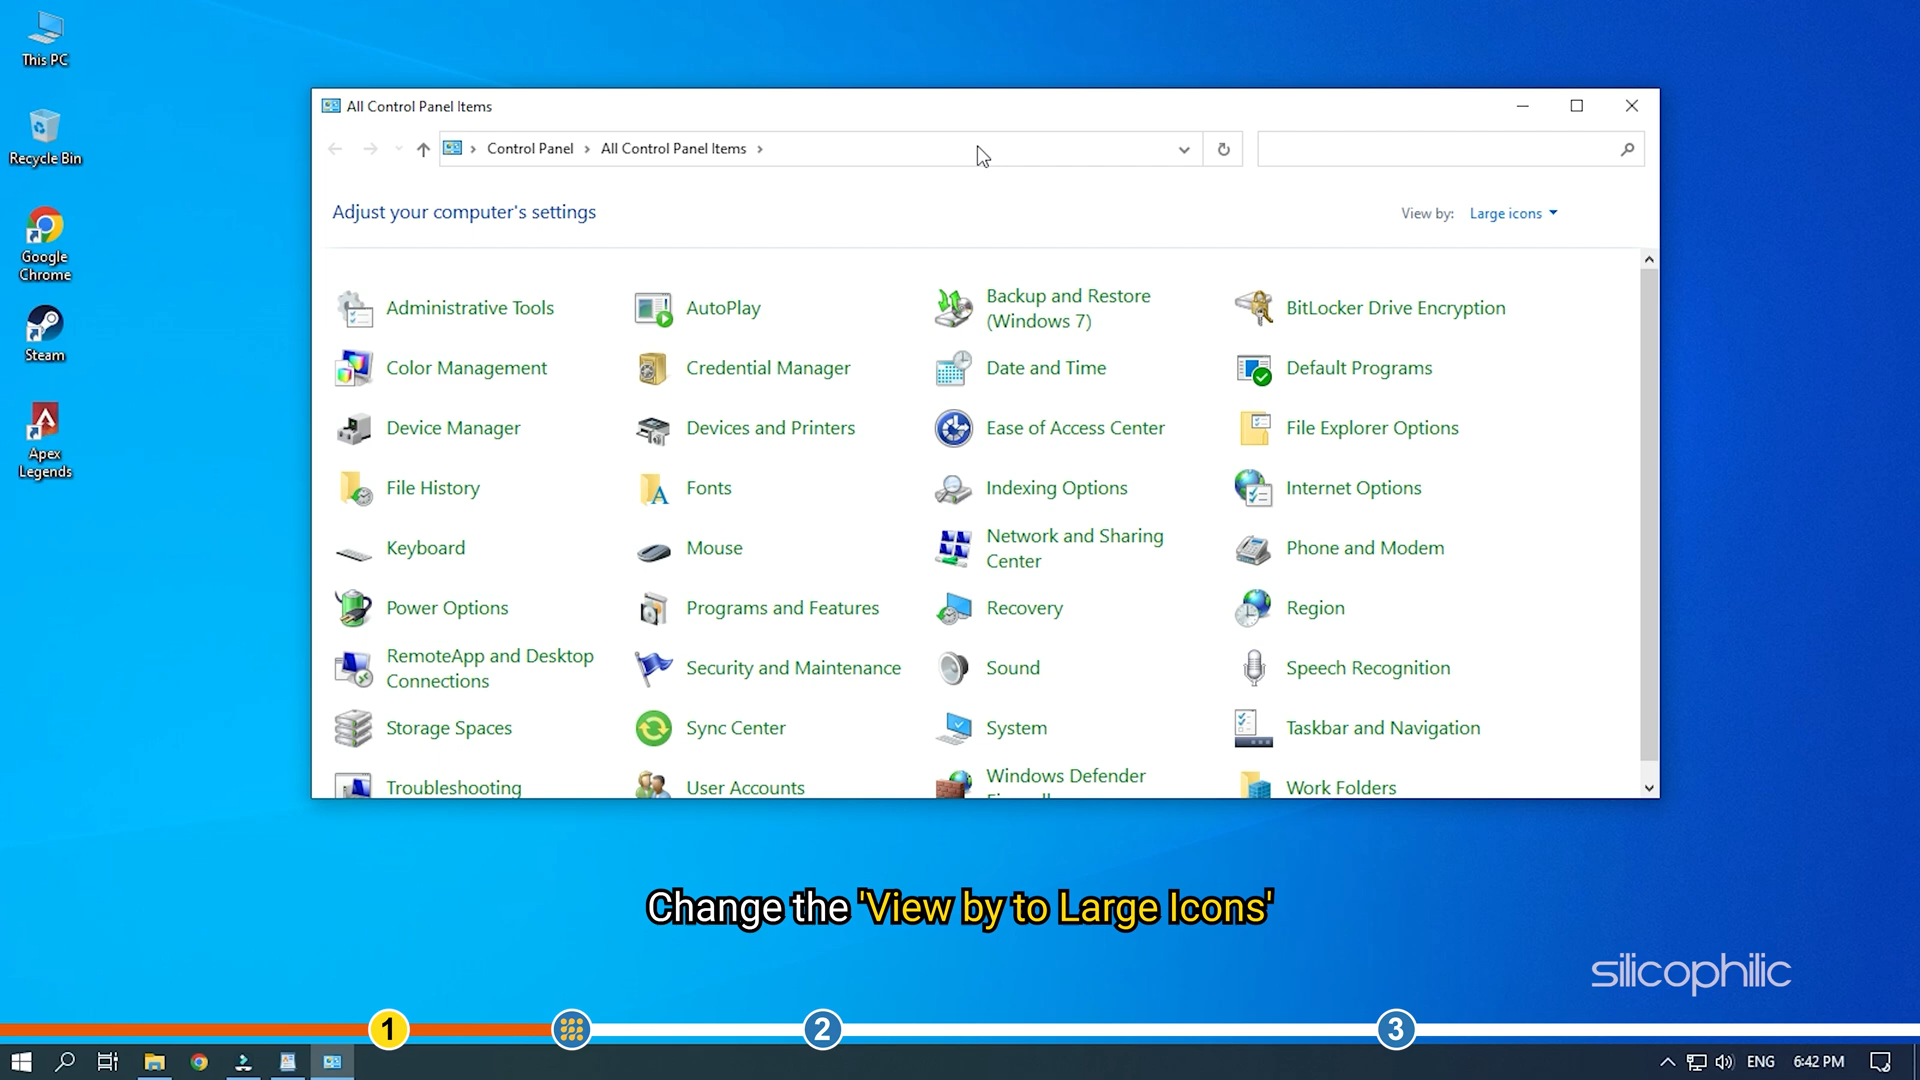 This PC
Recycle Bin
Google
Chrome
Steam
Apex
Legends
All Control Panel Items
Control Panel
All Control Panel Items
Adjust your computer's settings
View by:
Large icons
Administrative Tools
AutoPlay
Backup and Restore
(Windows 7)
BitLocker Drive Encryption
Color Management
Credential Manager
Date and Time
Default Programs
Device Manager
Devices and Printers
Ease of Access Center
File Explorer Options
File History
Fonts
Indexing Options
Internet Options
Keyboard
Mouse
Network and Sharing
Center
Phone and Modem
Power Options
Programs and Features
Recovery
Region
RemoteApp and Desktop
Connections
Security and Maintenance
Sound
Speech Recognition
Storage Spaces
Sync Center
System
Taskbar and Navigation
Troubleshooting
User Accounts
Windows Defender
Work Folders
Change the 'View by to Large Icons'
silicophilic
1
2
3
ENG
6:42 PM